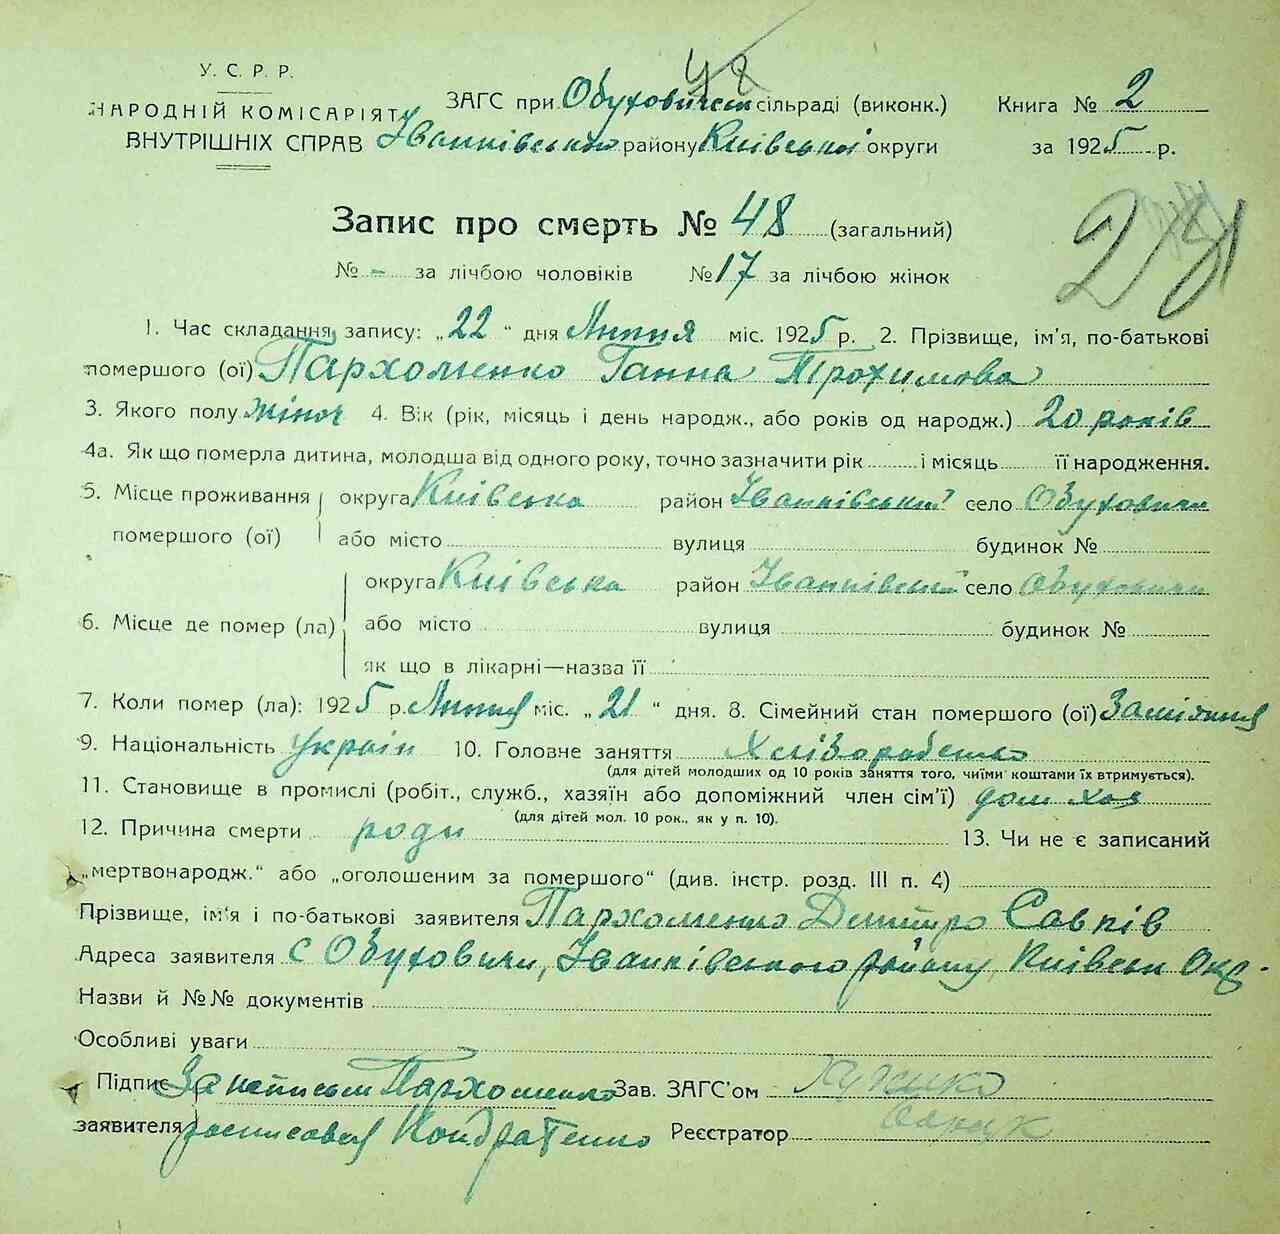 У. С. Р. Р.
НАРОДНІЙ КОМІСАРІЯТ
ВНУТРІШНІХ СПРАВ
48
ЗАГС при Обуховичськ сільраді (виконк.)
Іванківського району Київської округи
Книга № 2
за 1925 р.
Запис про смерть № 48 (загальний)
№ - за лічбою чоловіків № 17 за лічбою жінок
1. Час складання запису: „22" дня Липня міс. 1925 р. 2. Прізвище, ім'я, по-батькові
помершого (ої) Пархоменко Ганна Трохимова
3. Якого полу жіноч 4. Вік (рік, місяць і день народж., або років од народж.) 20 років
4а. Як що померла дитина, молодша від одного року, точно зазначити рік і місяць її народження.
5. Місце проживання округа Київська район Іванківський село Обуховичи
помершого (ої) або місто вулиця будинок №
округа Київська район Іванківський село Обуховичи
6. Місце де помер (ла) або місто вулиця будинок №
як що в лікарні—назва її
7. Коли помер (ла): 1925 р. Липня міс. „21" дня. 8. Сімейний стан помершого (ої) Заміжня
9. Національність Україн 10. Головне заняття Хліборобство
(для дітей молодших од 10 років заняття того, чиїми коштами їх втримується).
11. Становище в промислі (робіт., служб., хазяїн або допоміжний член сім'ї) дом хоз
(для дітей мол. 10 рок., як у п. 10).
12. Причина смерти роди 13. Чи не є записаний
„мертвонародж." або „оголошеним за помершого" (див. інстр. розд. III п. 4)
Прізвище, ім'я і по-батькові заявителя Пархоменко Дмитро Савків
Адреса заявителя с Обуховичи, Іванківського району, Київськ Окр.
Назви й №№ документів
Особливі уваги
Підпис За неписьм Пархоменко Зав. ЗАГС'ом
заявителя росписався Кондратенко Реєстратор